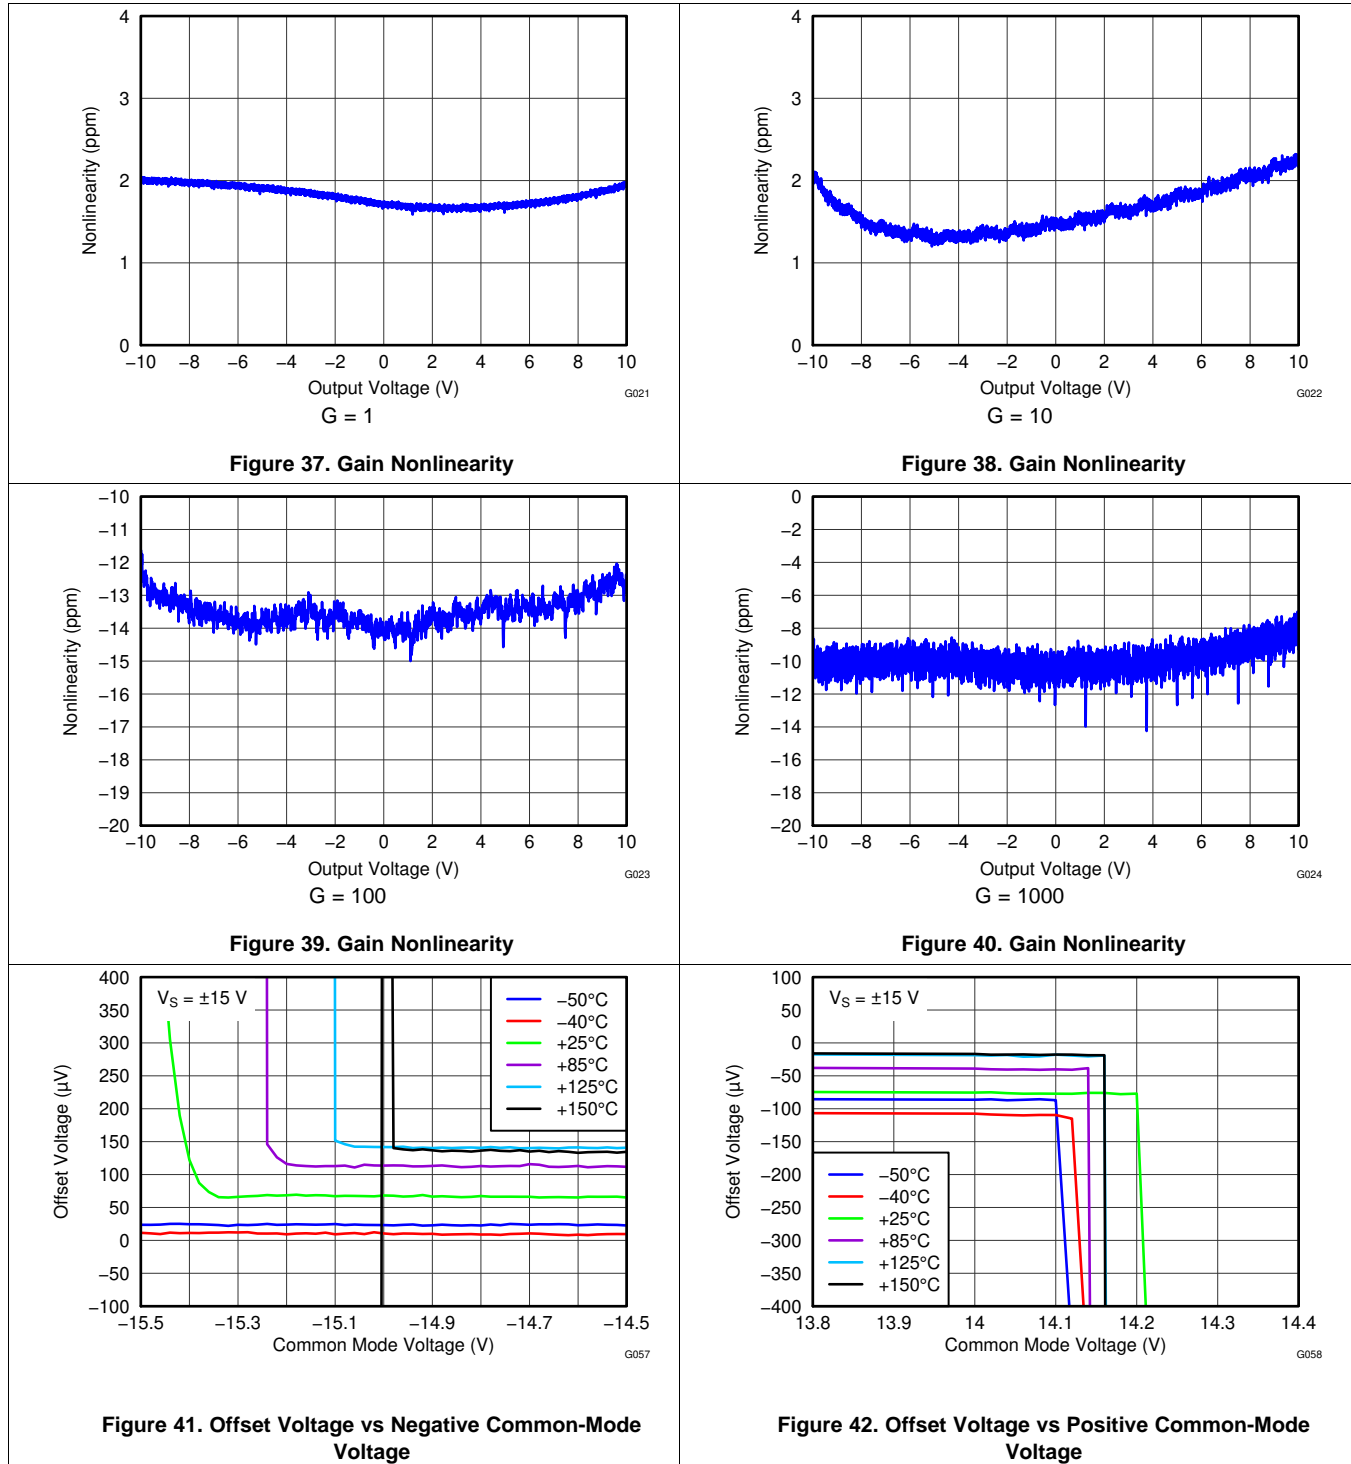 4
3
2
1
0
Nonlinearity (ppm)
−10 −8 −6 −4 −2 0 2 4 6 8 10
Output Voltage (V)
G021
G = 1
Figure 37. Gain Nonlinearity
4
3
2
1
0
Nonlinearity (ppm)
−10 −8 −6 −4 −2 0 2 4 6 8 10
Output Voltage (V)
G022
G = 10
Figure 38. Gain Nonlinearity
−10
−11
−12
−13
−14
−15
−16
−17
−18
−19
−20
Nonlinearity (ppm)
−10 −8 −6 −4 −2 0 2 4 6 8 10
Output Voltage (V)
G023
G = 100
Figure 39. Gain Nonlinearity
0
−2
−4
−6
−8
−10
−12
−14
−16
−18
−20
Nonlinearity (ppm)
−10 −8 −6 −4 −2 0 2 4 6 8 10
Output Voltage (V)
G024
G = 1000
Figure 40. Gain Nonlinearity
400
350
300
250
200
150
100
50
0
−50
−100
Offset Voltage (µV)
VS = ±15 V
−50°C
−40°C
+25°C
+85°C
+125°C
+150°C
−15.5 −15.3 −15.1 −14.9 −14.7 −14.5
Common Mode Voltage (V)
G057
Figure 41. Offset Voltage vs Negative Common-Mode
Voltage
100
50
0
−50
−100
−150
−200
−250
−300
−350
−400
Offset Voltage (µV)
VS = ±15 V
−50°C
−40°C
+25°C
+85°C
+125°C
+150°C
13.8 13.9 14 14.1 14.2 14.3 14.4
Common Mode Voltage (V)
G058
Figure 42. Offset Voltage vs Positive Common-Mode
Voltage